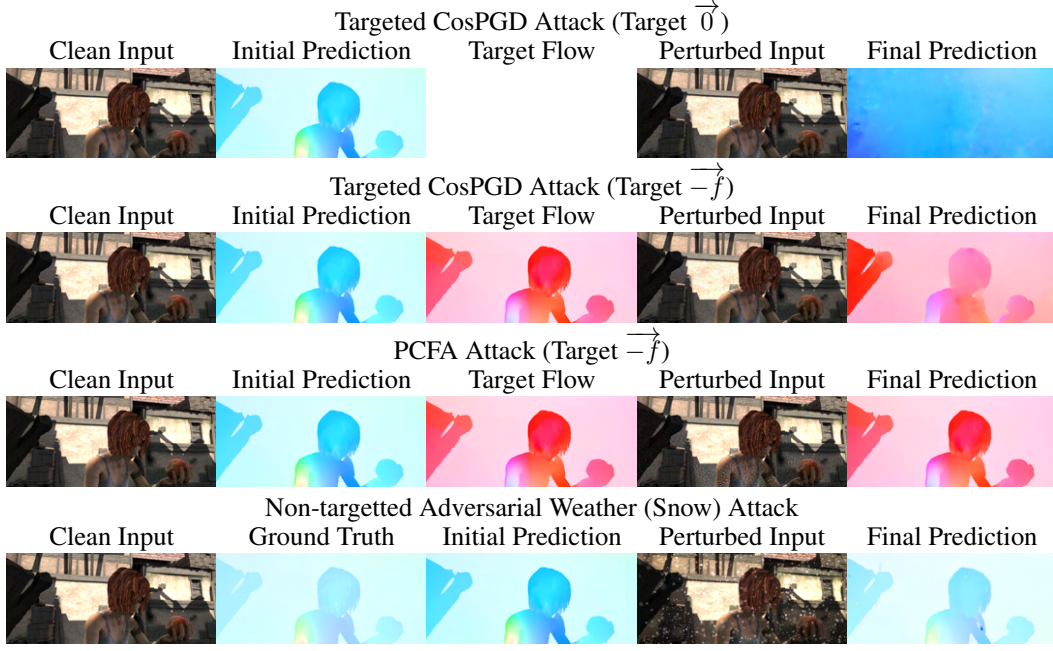 Targeted CosPGD Attack (Target $\overrightarrow{0}$)
Clean Input Initial Prediction Target Flow Perturbed Input Final Prediction
Targeted CosPGD Attack (Target $\overrightarrow{-f}$)
Clean Input Initial Prediction Target Flow Perturbed Input Final Prediction
PCFA Attack (Target $\overrightarrow{-f}$)
Clean Input Initial Prediction Target Flow Perturbed Input Final Prediction
Non-targetted Adversarial Weather (Snow) Attack
Clean Input Ground Truth Initial Prediction Perturbed Input Final Prediction